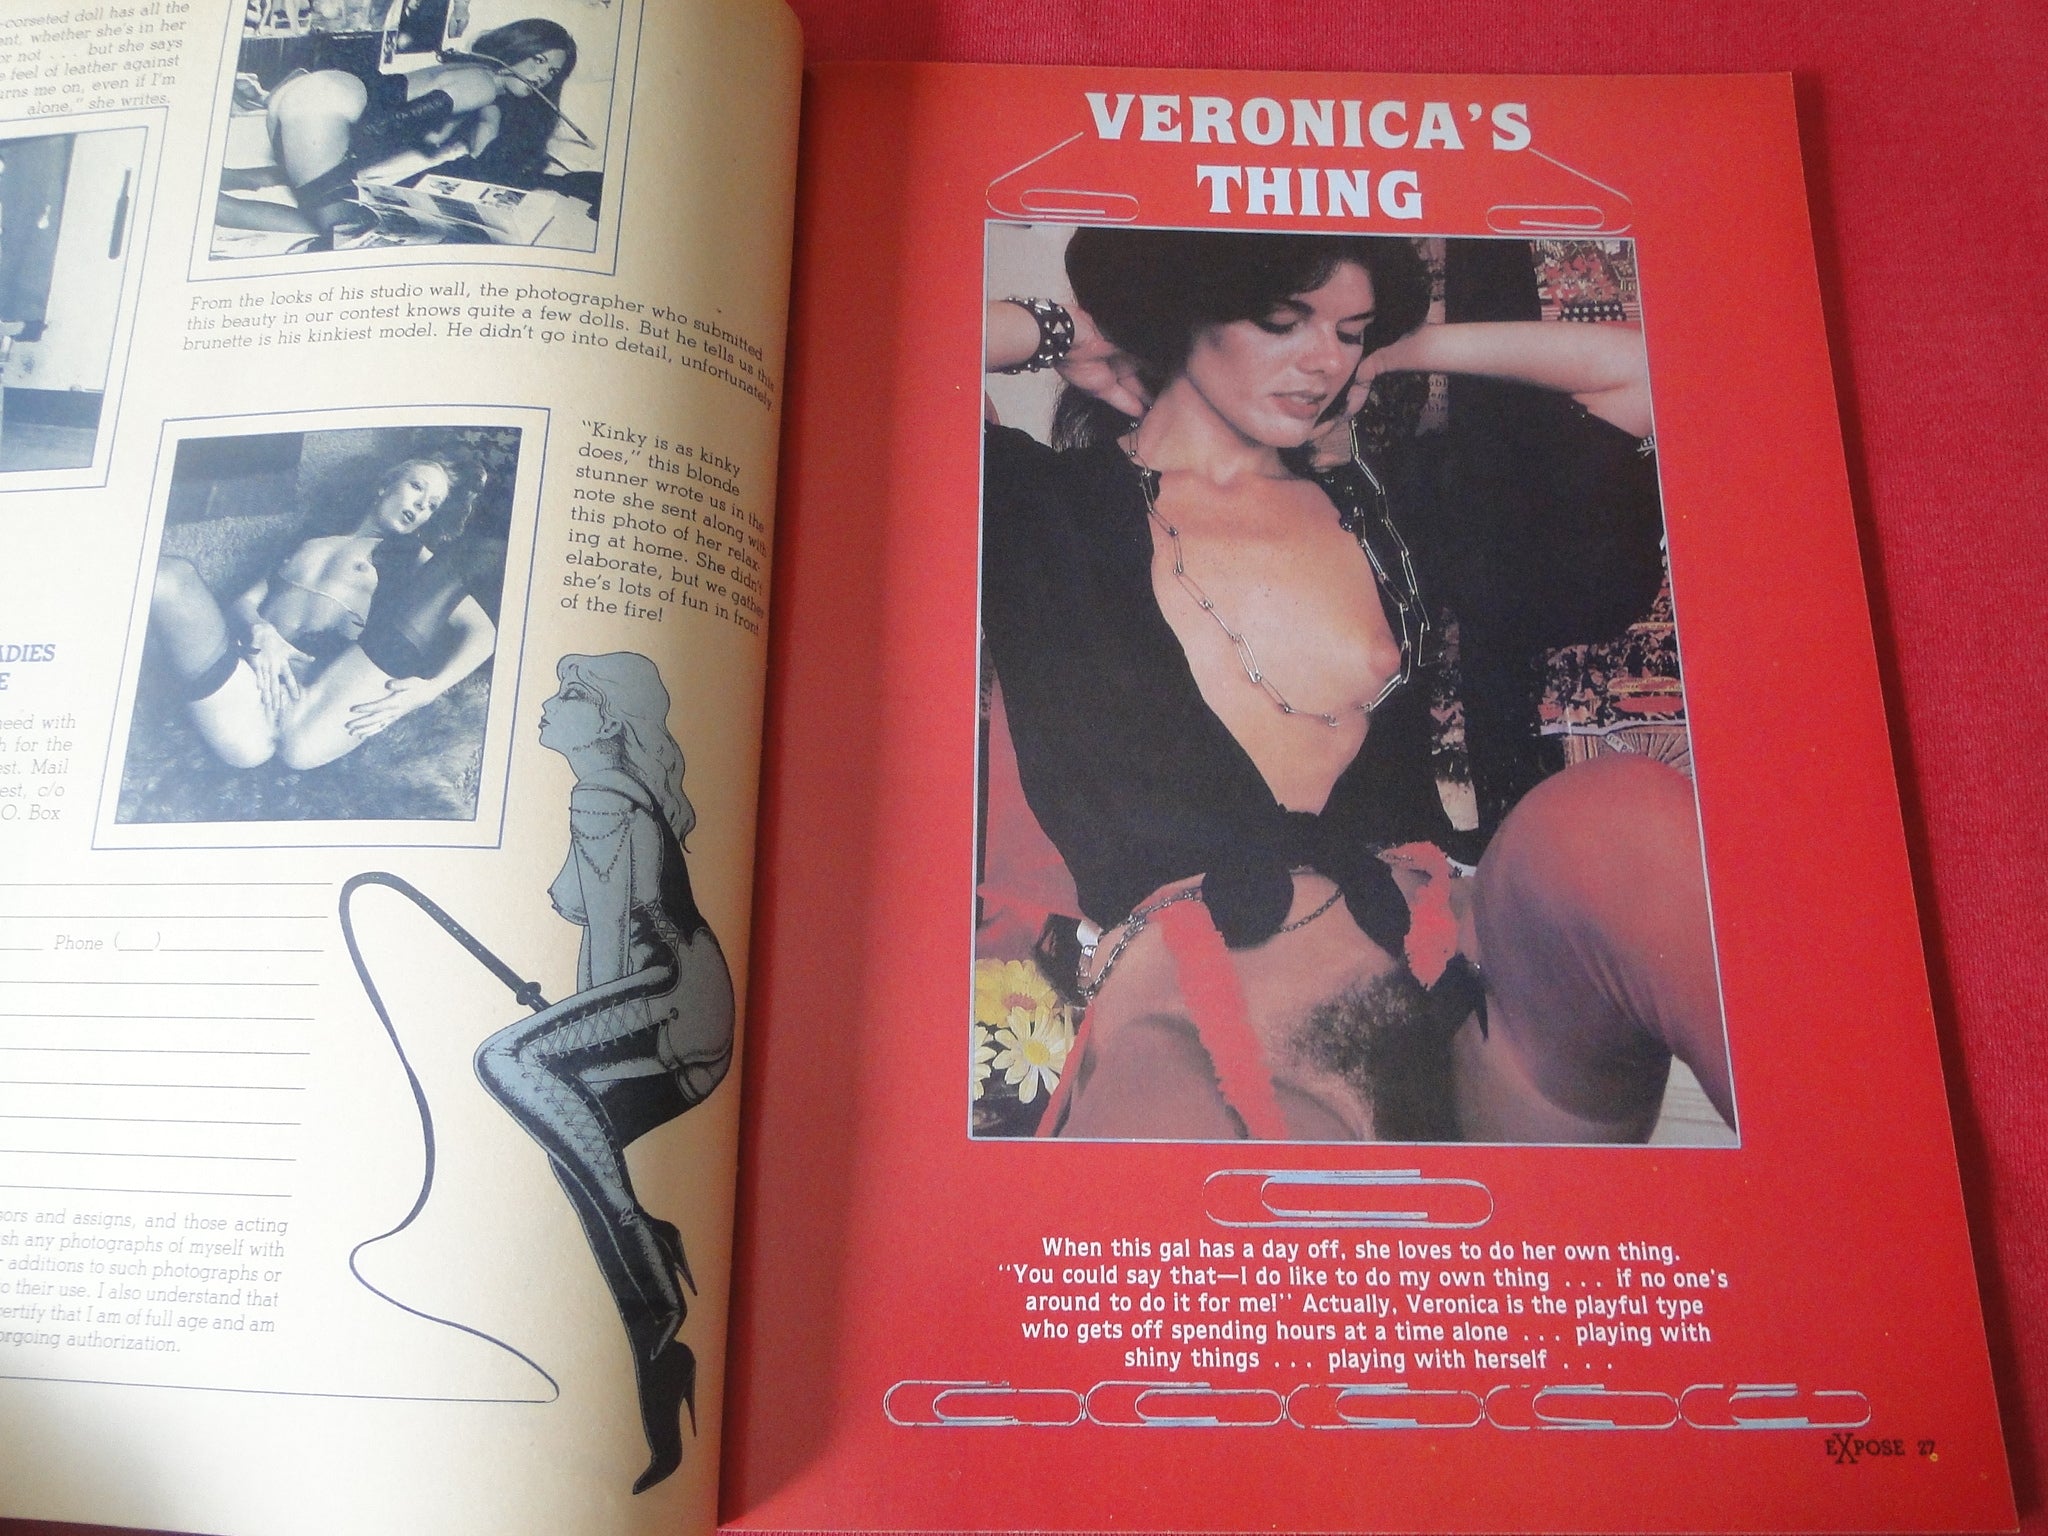 -corseted doll has all the
ent, whether she's in her
or not . . . but she says
e feel of leather against
urns me on, even if I'm
alone," she writes.
From the looks of his studio wall, the photographer who submitted
this beauty in our contest knows quite a few dolls. But he tells us this
brunette is his kinkiest model. He didn't go into detail, unfortunately.
"Kinky is as kinky
does," this blonde
stunner wrote us in the
note she sent along with
this photo of her relax-
ing at home. She didn't
elaborate, but we gather
she's lots of fun in front
of the fire!
ADIES
E
need with
h for the
est. Mail
est, c/o
O. Box
Phone (___)
sors and assigns, and those acting
sh any photographs of myself with
r additions to such photographs or
to their use. I also understand that
certify that I am of full age and am
orgoing authorization.
VERONICA'S
THING
When this gal has a day off, she loves to do her own thing.
"You could say that—I do like to do my own thing . . . if no one's
around to do it for me!" Actually, Veronica is the playful type
who gets off spending hours at a time alone . . . playing with
shiny things . . . playing with herself . . .
EXPOSE 27